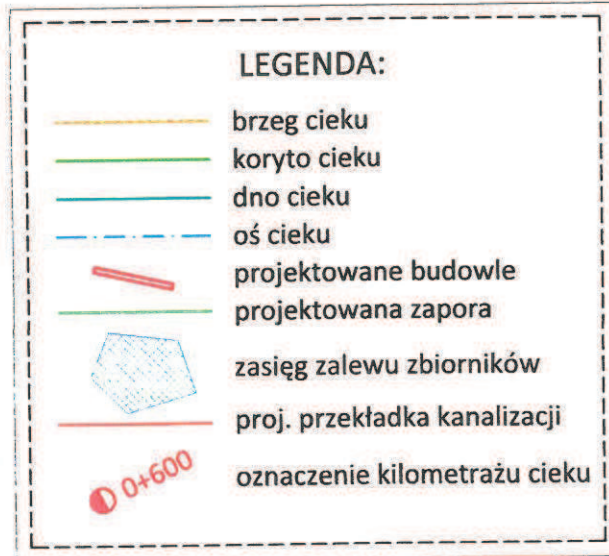 LEGENDA:
brzeg cieku
koryto cieku
dno cieku
oś cieku
projektowane budowle
projektowana zapora
zasięg zalewu zbiorników
proj. przekładka kanalizacji
0+600
oznaczenie kilometrażu cieku